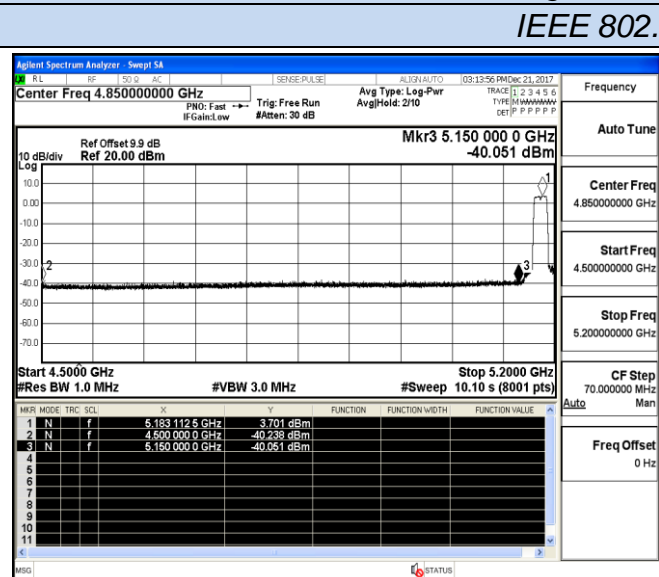 IEEE 802.
Agilent Spectrum Analyzer - Swept SA
RL RF 50 Ω AC SENSE:PULSE ALIGN AUTO 03:13:56 PM Dec 21, 2017
Center Freq 4.850000000 GHz
PNO: Fast
IFGain:Low
Trig: Free Run
#Atten: 30 dB
Avg Type: Log-Pwr
Avg|Hold: 2/10
TRACE 1 2 3 4 5 6
TYPE M W W W W W
DET P P P P P P
Frequency
Auto Tune
Ref Offset 9.9 dB
Ref 20.00 dBm
10 dB/div
Log
Mkr3 5.150 000 0 GHz
-40.051 dBm
10.0
0.00
-10.0
-20.0
-30.0
-40.0
-50.0
-60.0
-70.0
1
2
3
Center Freq
4.850000000 GHz
Start Freq
4.500000000 GHz
Stop Freq
5.200000000 GHz
Start 4.5000 GHz
Stop 5.2000 GHz
#Res BW 1.0 MHz #VBW 3.0 MHz #Sweep 10.10 s (8001 pts)
CF Step
70.000000 MHz
Auto Man
MKR MODE TRC SCL X Y FUNCTION FUNCTION WIDTH FUNCTION VALUE
1 N f 5.183 112 5 GHz 3.701 dBm
2 N f 4.500 000 0 GHz -40.238 dBm
3 N f 5.150 000 0 GHz -40.051 dBm
4
5
6
7
8
9
10
11
Freq Offset
0 Hz
MSG STATUS